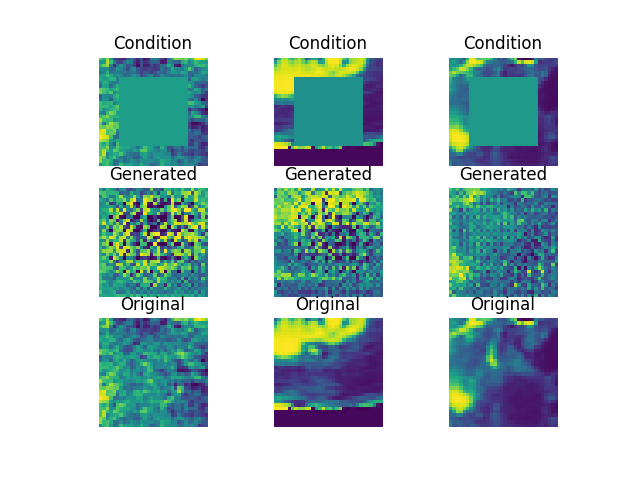 Condition Condition Condition
Generated Generated Generated
Original Original Original